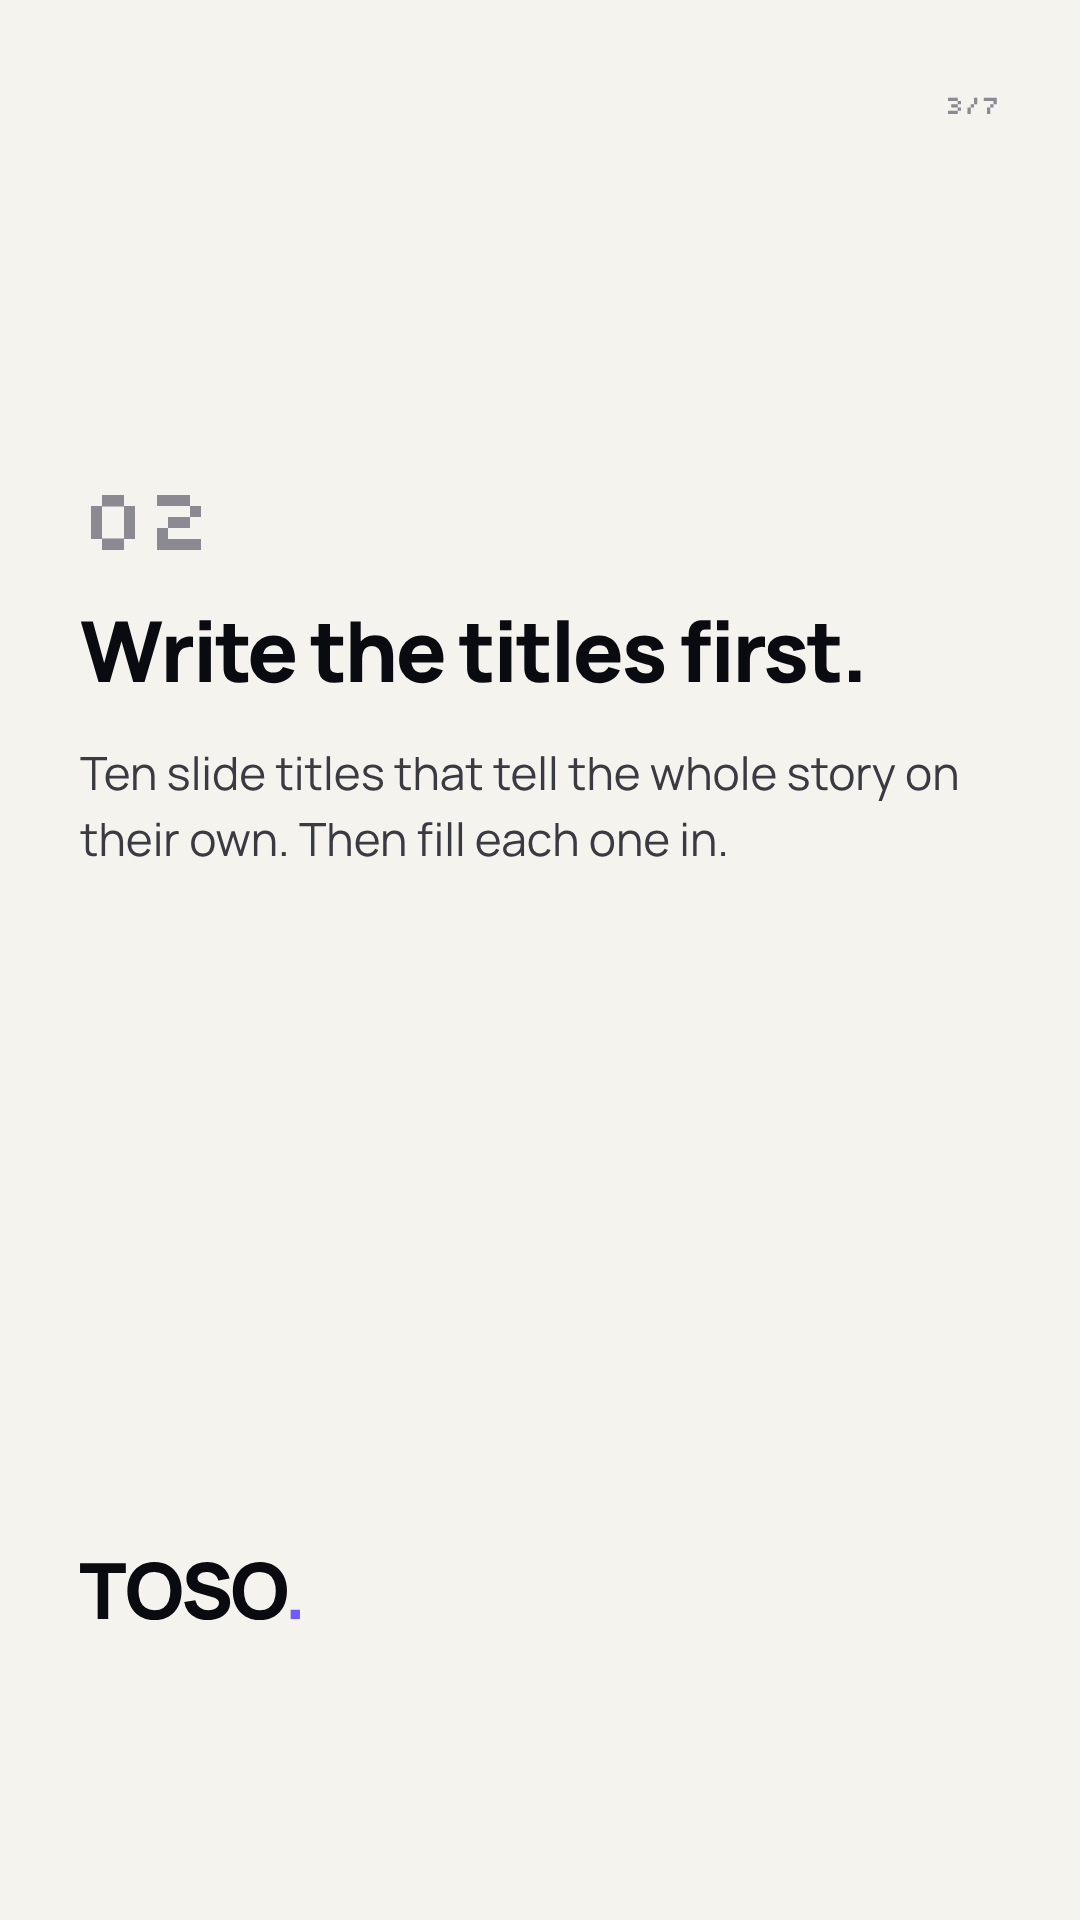 3/7
02
Write the titles first.
Ten slide titles that tell the whole story on
their own. Then fill each one in.
TOSO.